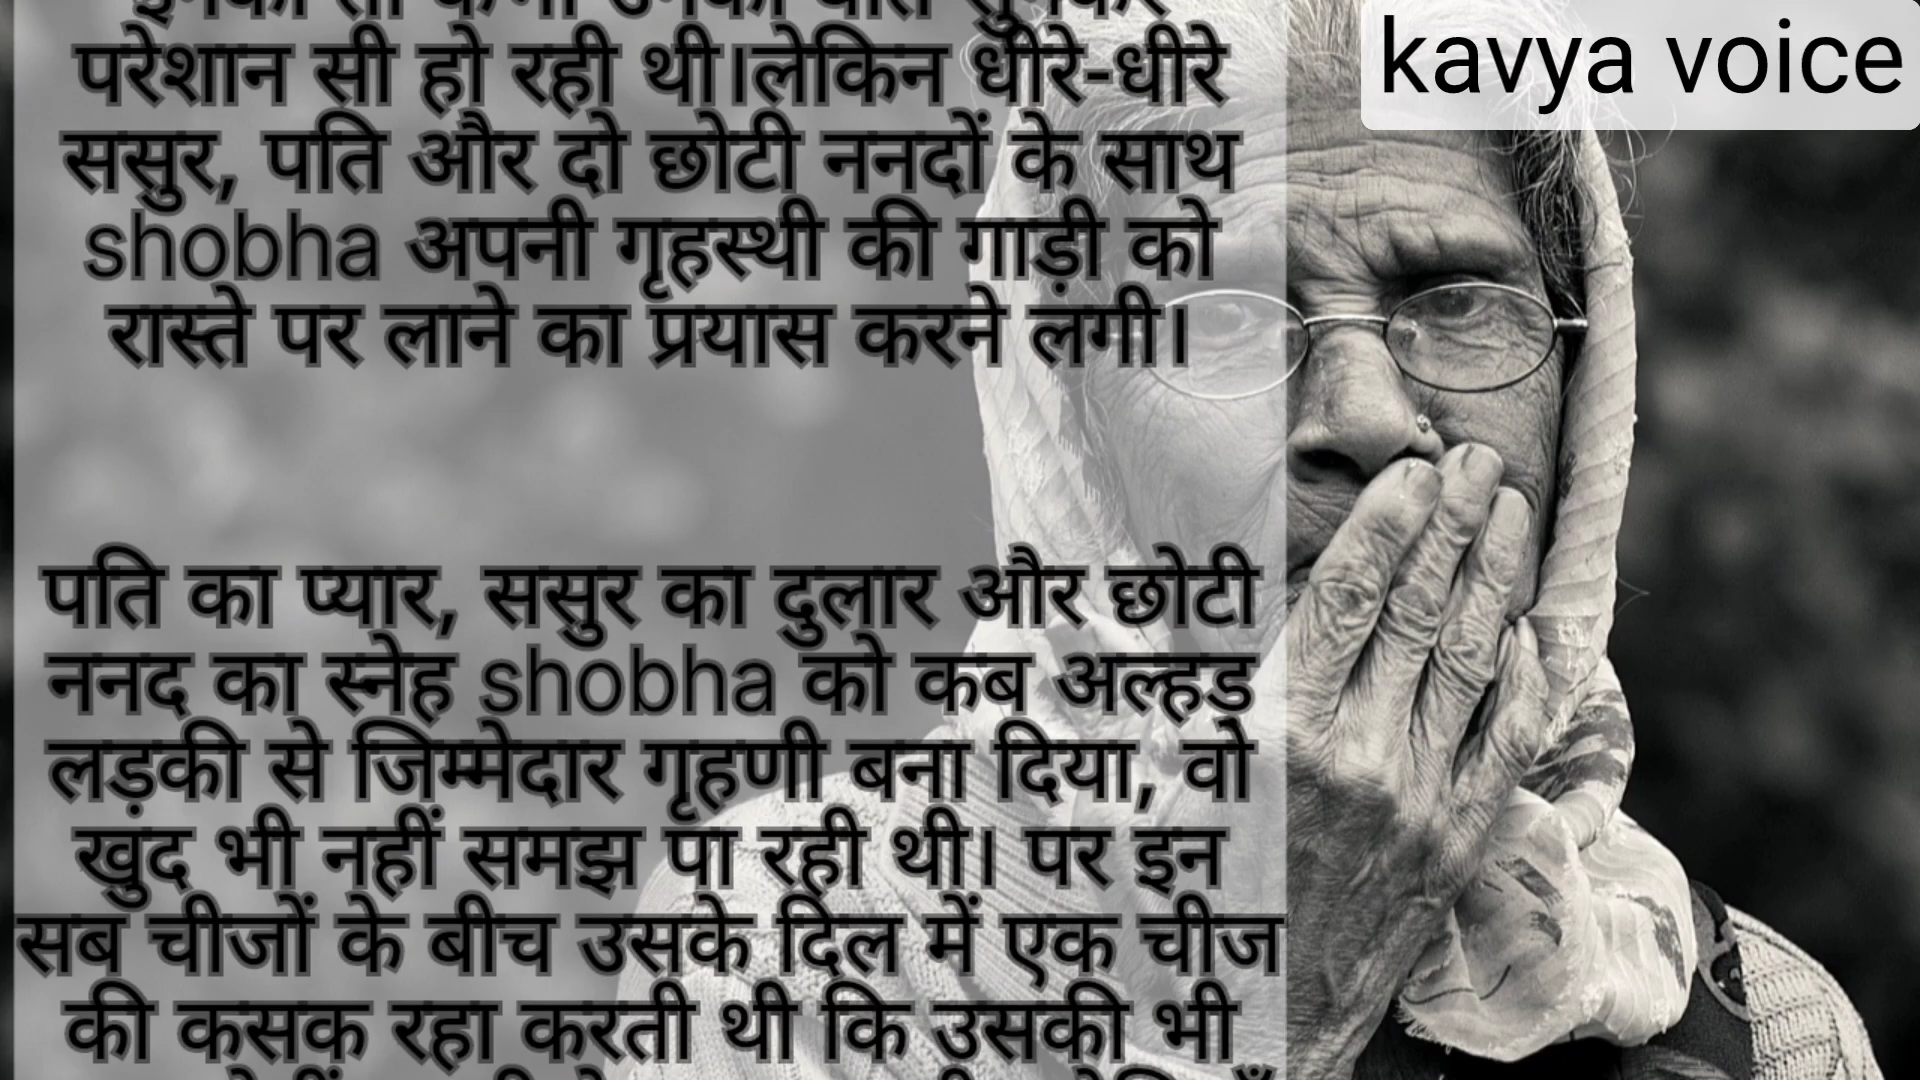 kavya voice
परेशान सी हो रही थी।लेकिन धीरे-धीरे
ससुर, पति और दो छोटी ननदों के साथ
shobha अपनी गृहस्थी की गाड़ी को
रास्ते पर लाने का प्रयास करने लगी।
पति का प्यार, ससुर का दुलार और छोटी
ननद का स्नेह shobha को कब अल्हड़
लड़की से जिम्मेदार गृहणी बना दिया, वो
खुद भी नहीं समझ पा रही थी। पर इन
सब चीजों के बीच उसके दिल में एक चीज
की कसक रहा करती थी कि उसकी भी